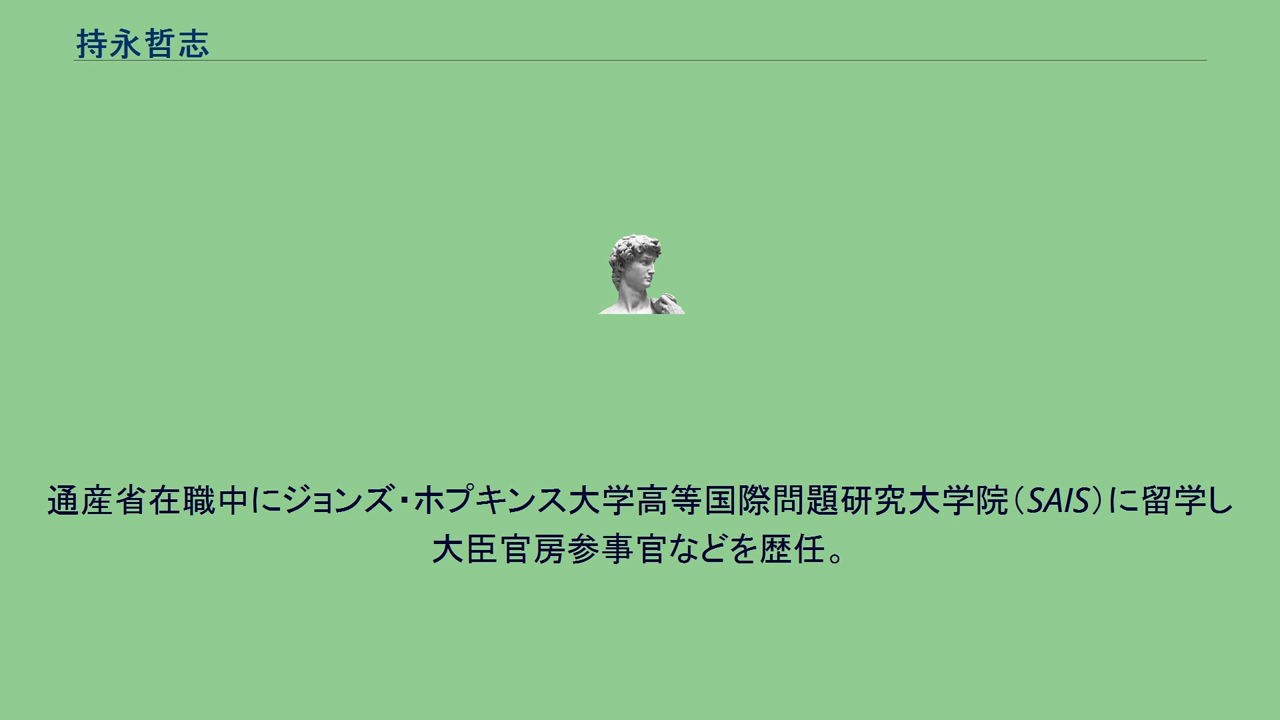 持永哲志
通産省在職中にジョンズ・ホプキンス大学高等国際問題研究大学院（SAIS）に留学し
大臣官房参事官などを歴任。